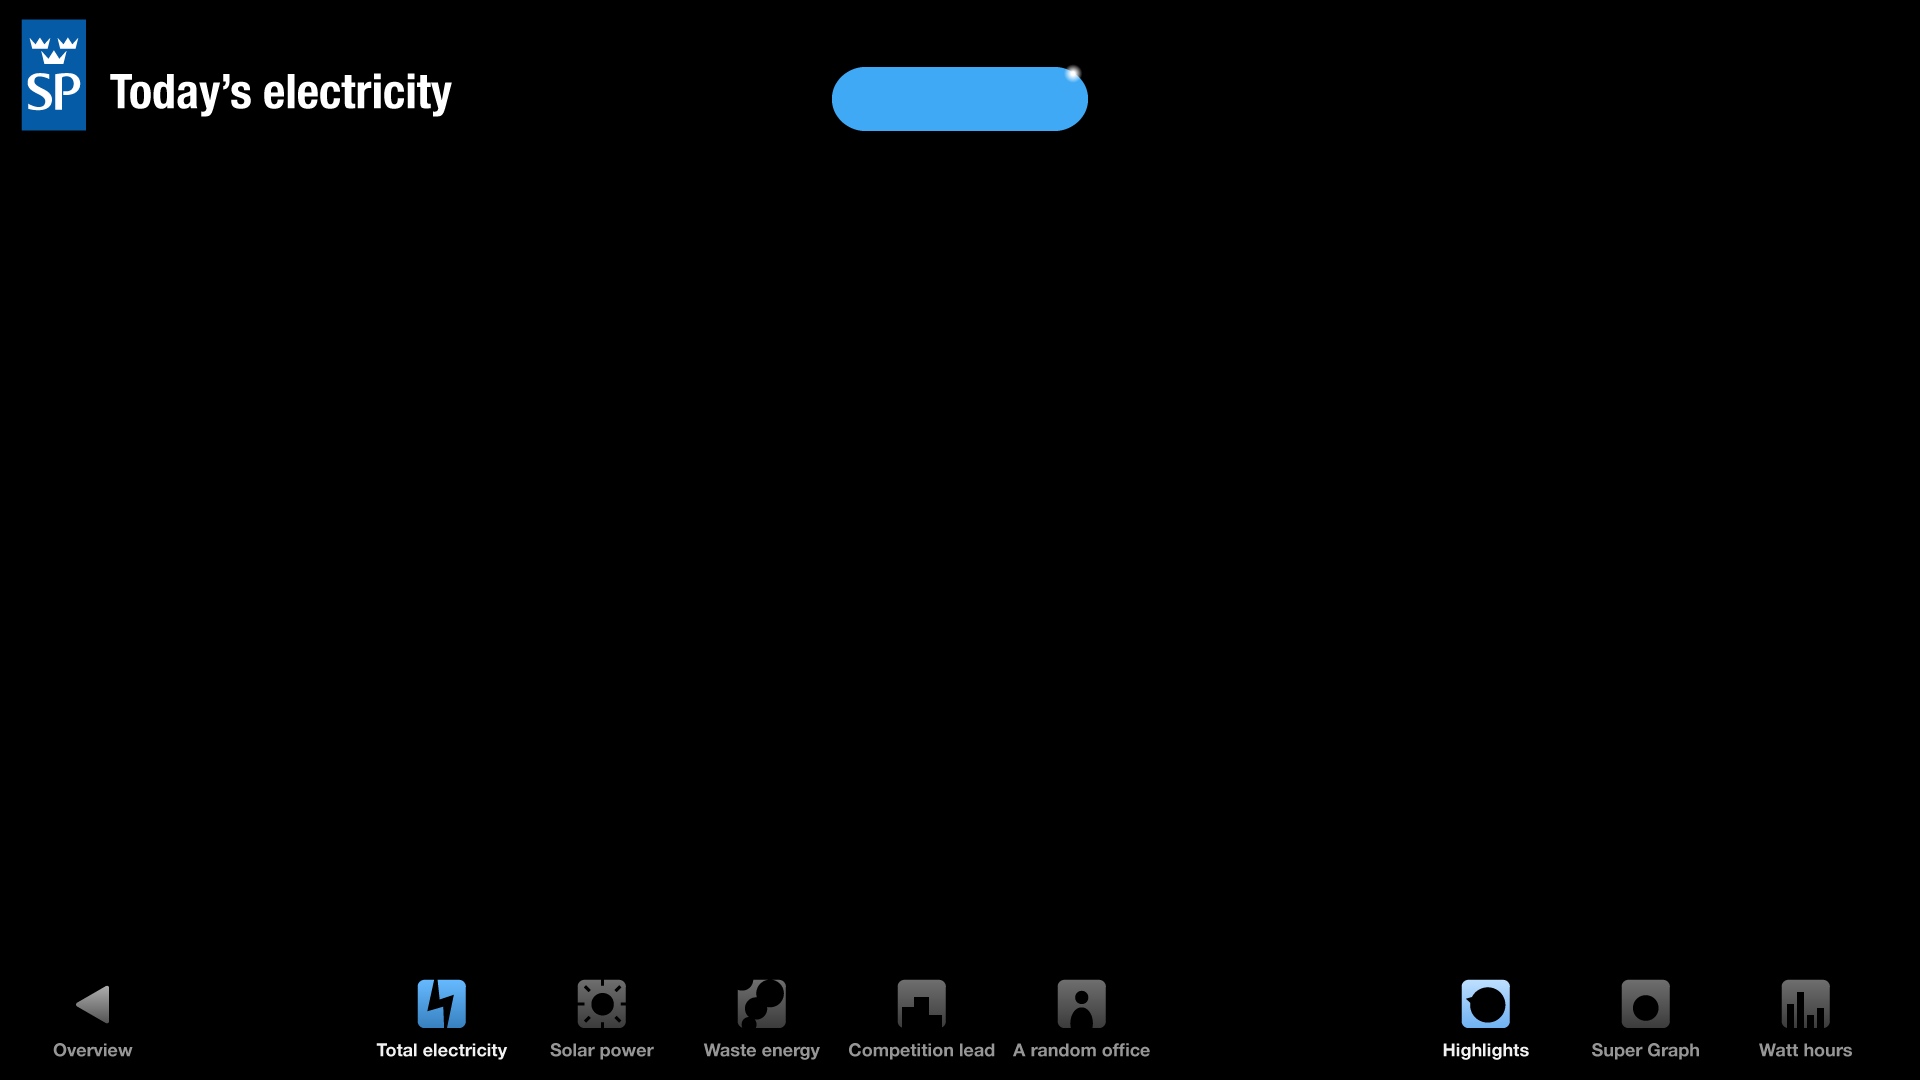 SP
Today’s electricity
Overview
Total electricity
Solar power
Waste energy
Competition lead
A random office
Highlights
Super Graph
Watt hours